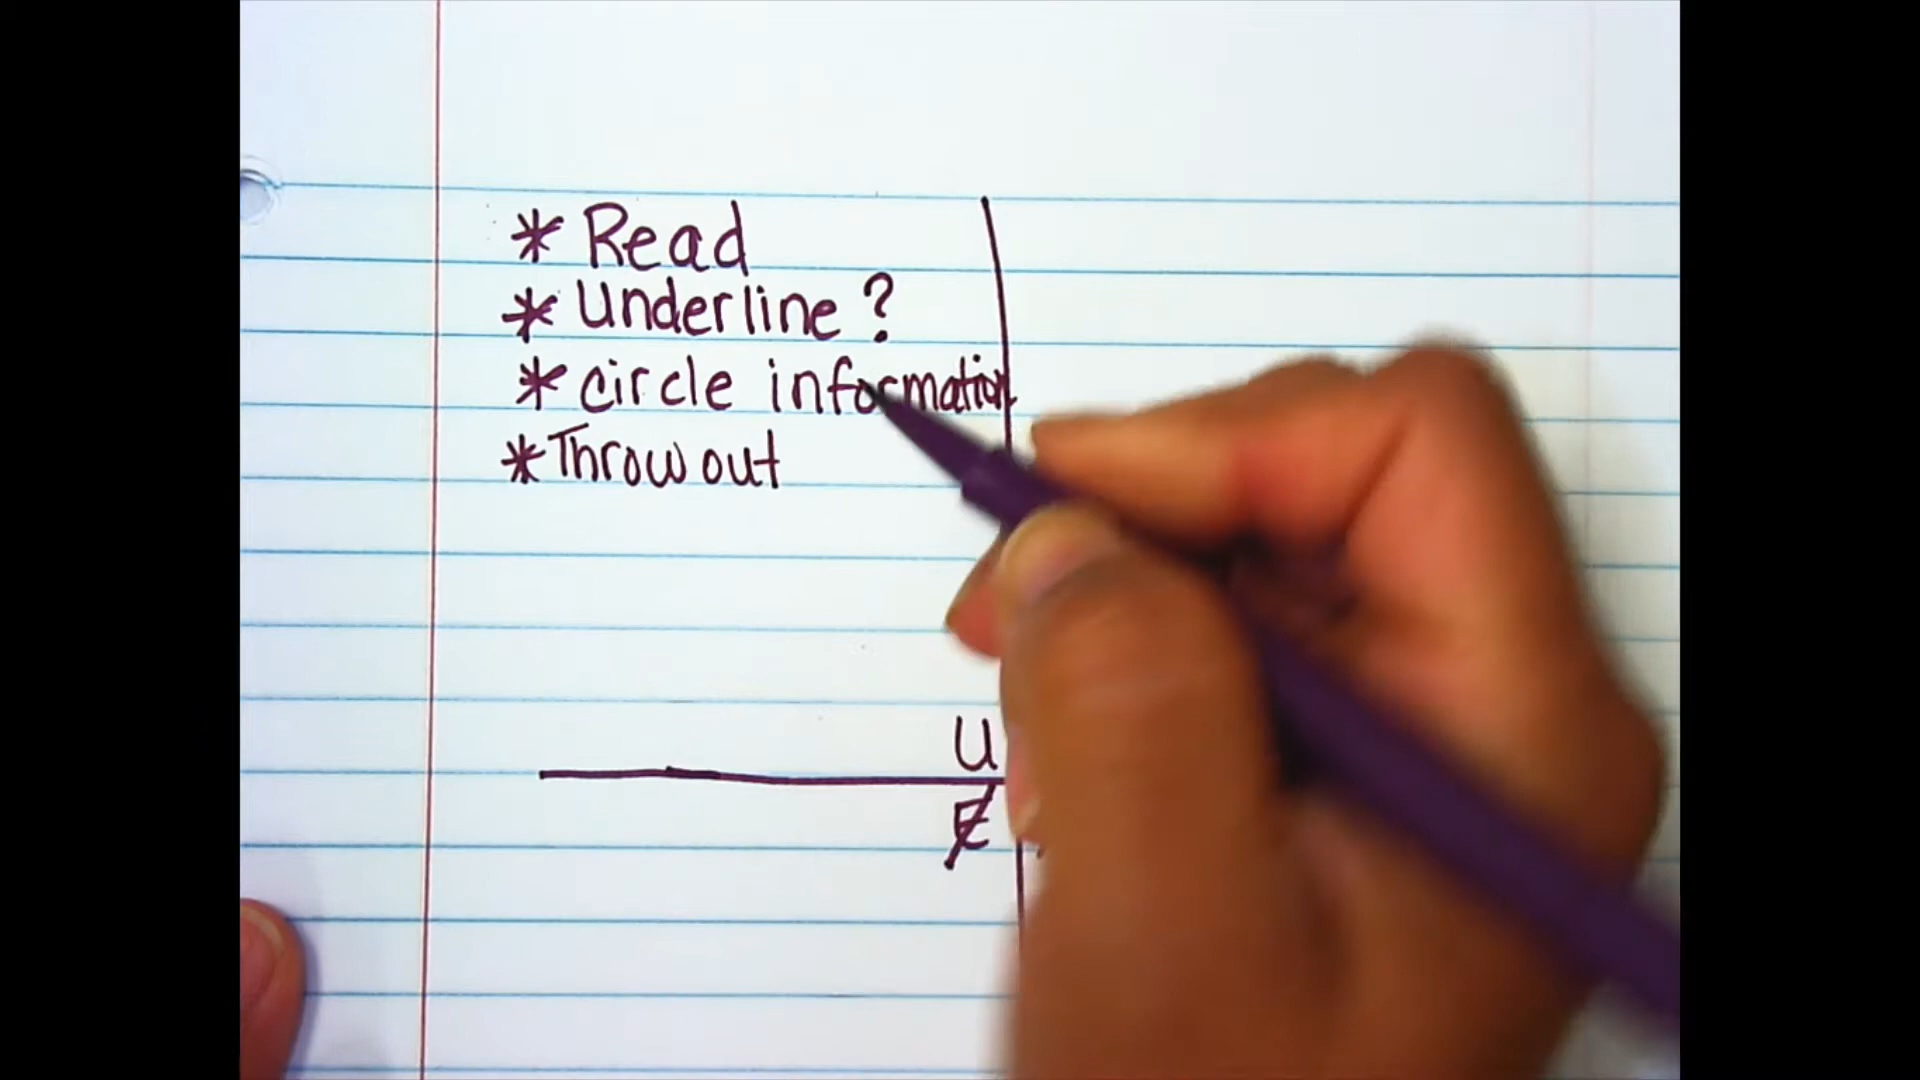 * Read
* Underline ?
* circle information
* Throw out
U
E